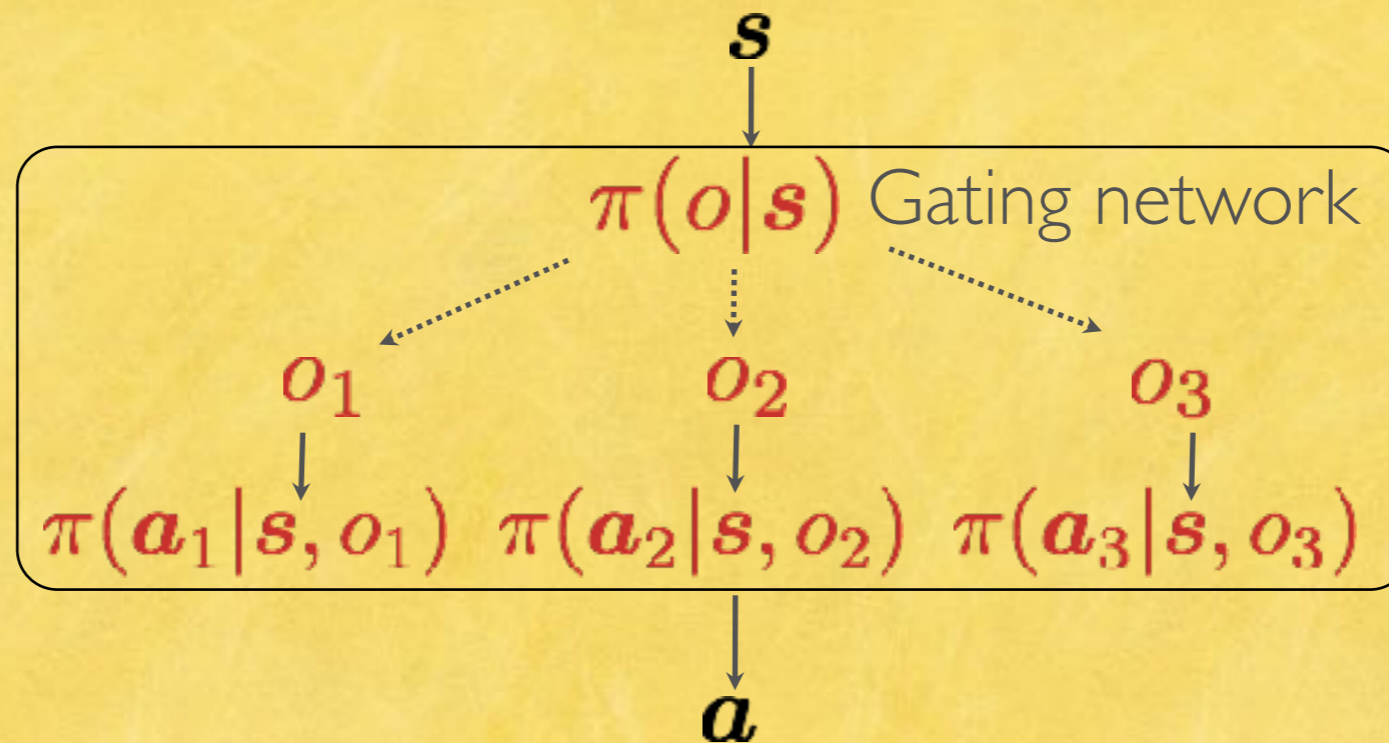 s
π(o|s) Gating network
o₁ o₂ o₃
π(a₁|s, o₁) π(a₂|s, o₂) π(a₃|s, o₃)
a